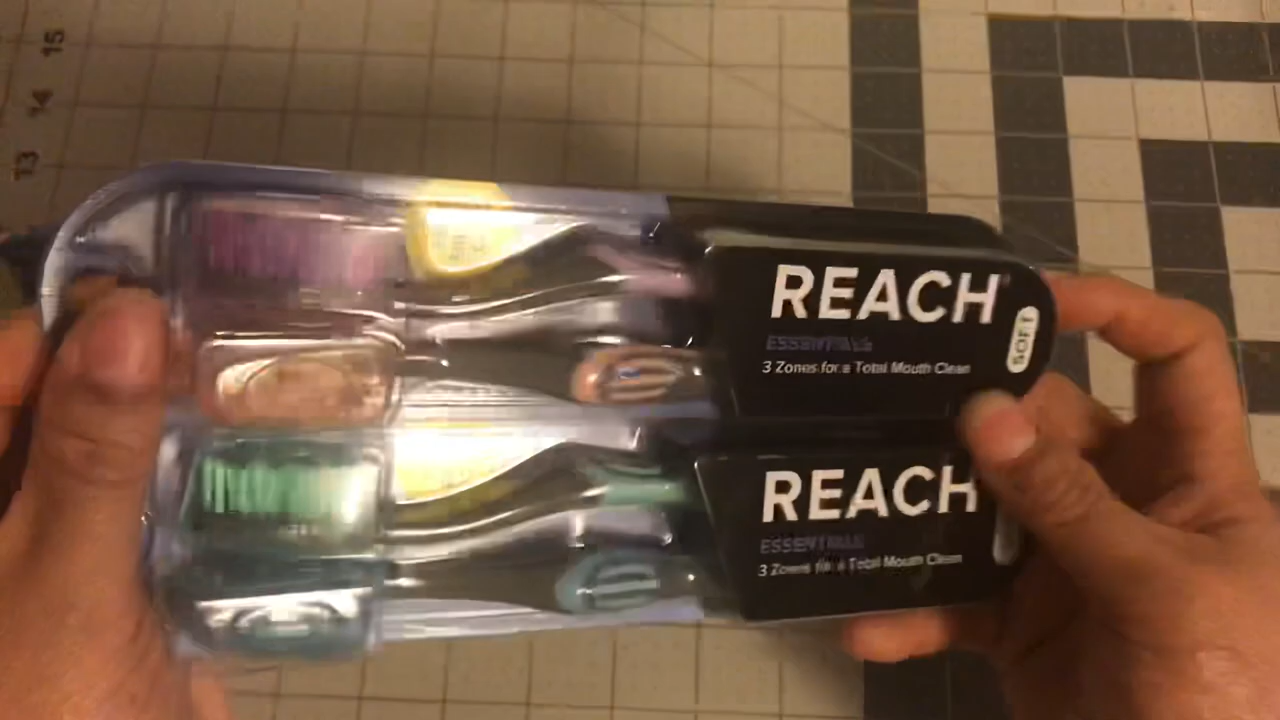 15
14
13
REACH®
ESSENTIALS
3 Zones for a Total Mouth Clean
SOFT
REACH
ESSENTIALS
3 Zones for a Total Mouth Clean